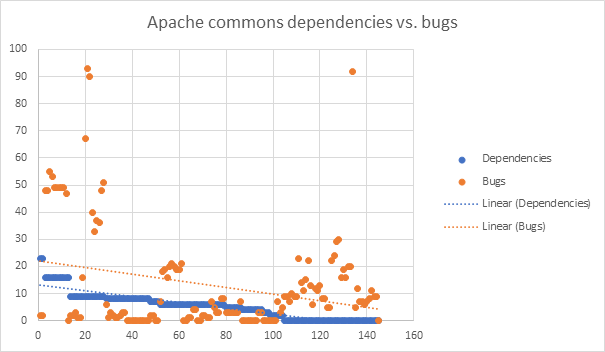 Apache commons dependencies vs. bugs
100
90
80
70
60
50
40
30
20
10
0
0 20 40 60 80 100 120 140 160
Dependencies
Bugs
Linear (Dependencies)
Linear (Bugs)